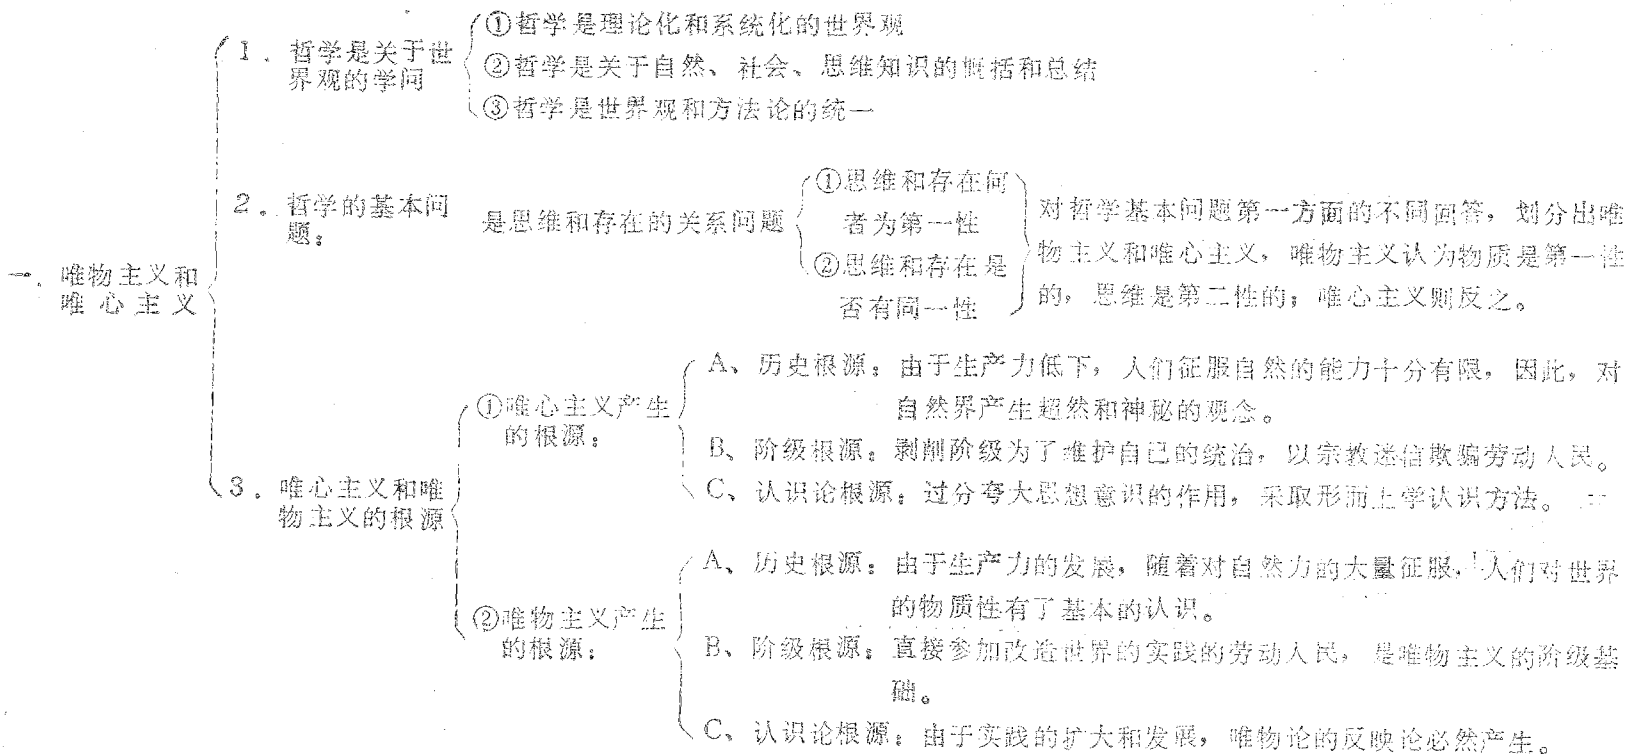 一、唯物主义和
唯心主义
1．哲学是关于世
界观的学问
①哲学是理论化和系统化的世界观
②哲学是关于自然、社会、思维知识的概括和总结
③哲学是世界观和方法论的统一
2．哲学的基本问
题：
是思维和存在的关系问题
①思维和存在何
者为第一性
②思维和存在是
否有同一性
对哲学基本问题第一方面的不同回答，划分出唯
物主义和唯心主义，唯物主义认为物质是第一性
的，思维是第二性的；唯心主义则反之。
3．唯心主义和唯
物主义的根源
①唯心主义产生
的根源：
A、历史根源：由于生产力低下，人们征服自然的能力十分有限，因此，对
自然界产生超然和神秘的观念。
B、阶级根源：剥削阶级为了维护自己的统治，以宗教迷信欺骗劳动人民。
C、认识论根源：过分夸大思想意识的作用，采取形而上学认识方法。
②唯物主义产生
的根源：
A、历史根源：由于生产力的发展，随着对自然力的大量征服，人们对世界
的物质性有了基本的认识。
B、阶级根源：直接参加改造世界的实践的劳动人民，是唯物主义的阶级基
础。
C、认识论根源：由于实践的扩大和发展，唯物论的反映论必然产生。